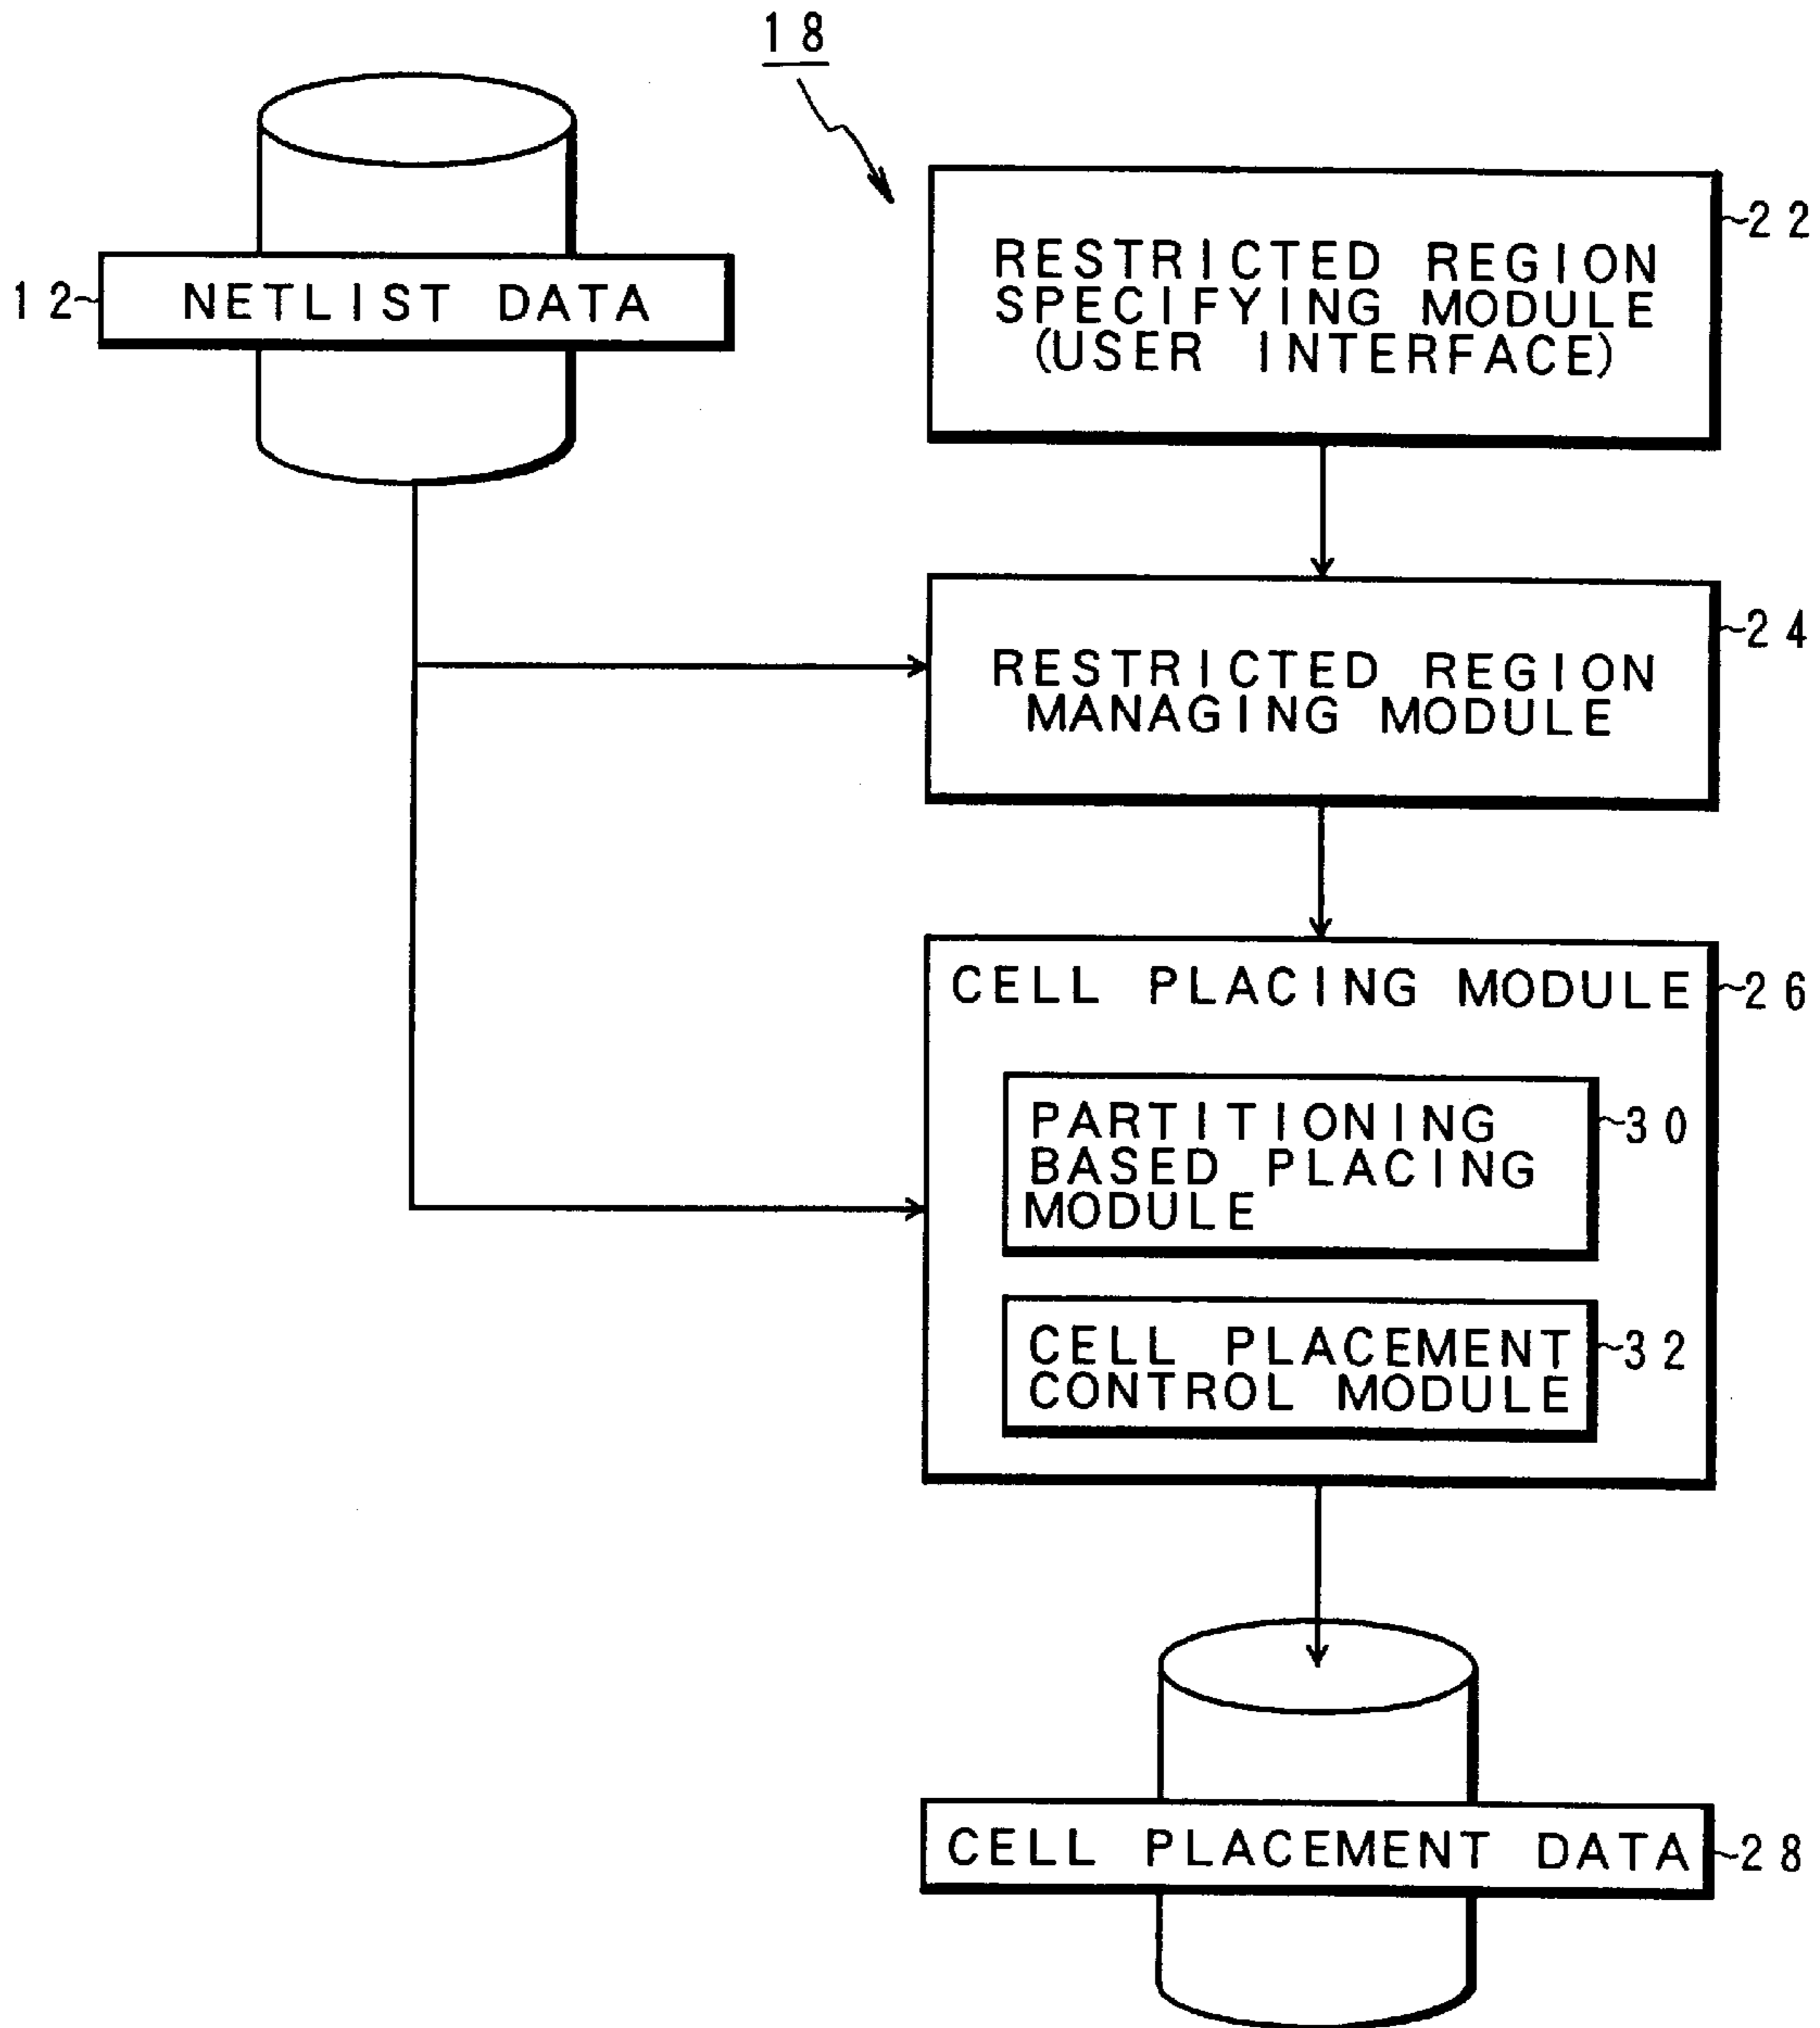 18
12
NETLIST DATA
RESTRICTED REGION
SPECIFYING MODULE
(USER INTERFACE)
22
RESTRICTED REGION
MANAGING MODULE
24
CELL PLACING MODULE
26
PARTITIONING
BASED PLACING
MODULE
30
CELL PLACEMENT
CONTROL MODULE
32
CELL PLACEMENT DATA
28